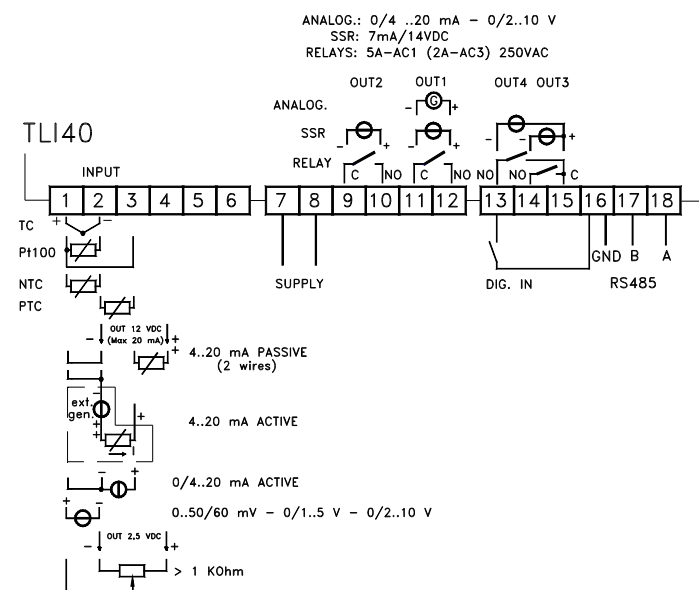 ANALOG.: 0/4 ..20 mA - 0/2..10 V
SSR: 7mA/14VDC
RELAYS: 5A-AC1 (2A-AC3) 250VAC
OUT2 OUT1 OUT4 OUT3
ANALOG. - G +
SSR - + - + - - +
RELAY C NO C NO NO NO C
TLI40
INPUT
1 2 3 4 5 6 7 8 9 10 11 12 13 14 15 16 17 18
TC + -
Pt100
GND B A
NTC
SUPPLY DIG. IN RS485
PTC
- OUT 12 VDC +
(Max 20 mA) +
4..20 mA PASSIVE
(2 wires)
-
ext.
gen. +
+
+
4..20 mA ACTIVE
I
- +
0/4..20 mA ACTIVE
+ -
0..50/60 mV - 0/1..5 V - 0/2..10 V
- OUT 2,5 VDC +
> 1 KOhm